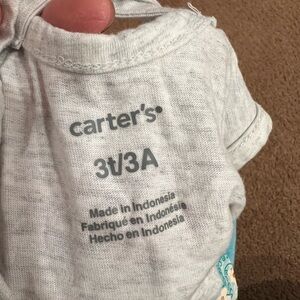 carter's
3t/3A
Made in Indonesia
Fabriqué en Indonésie
Hecho en Indonesia